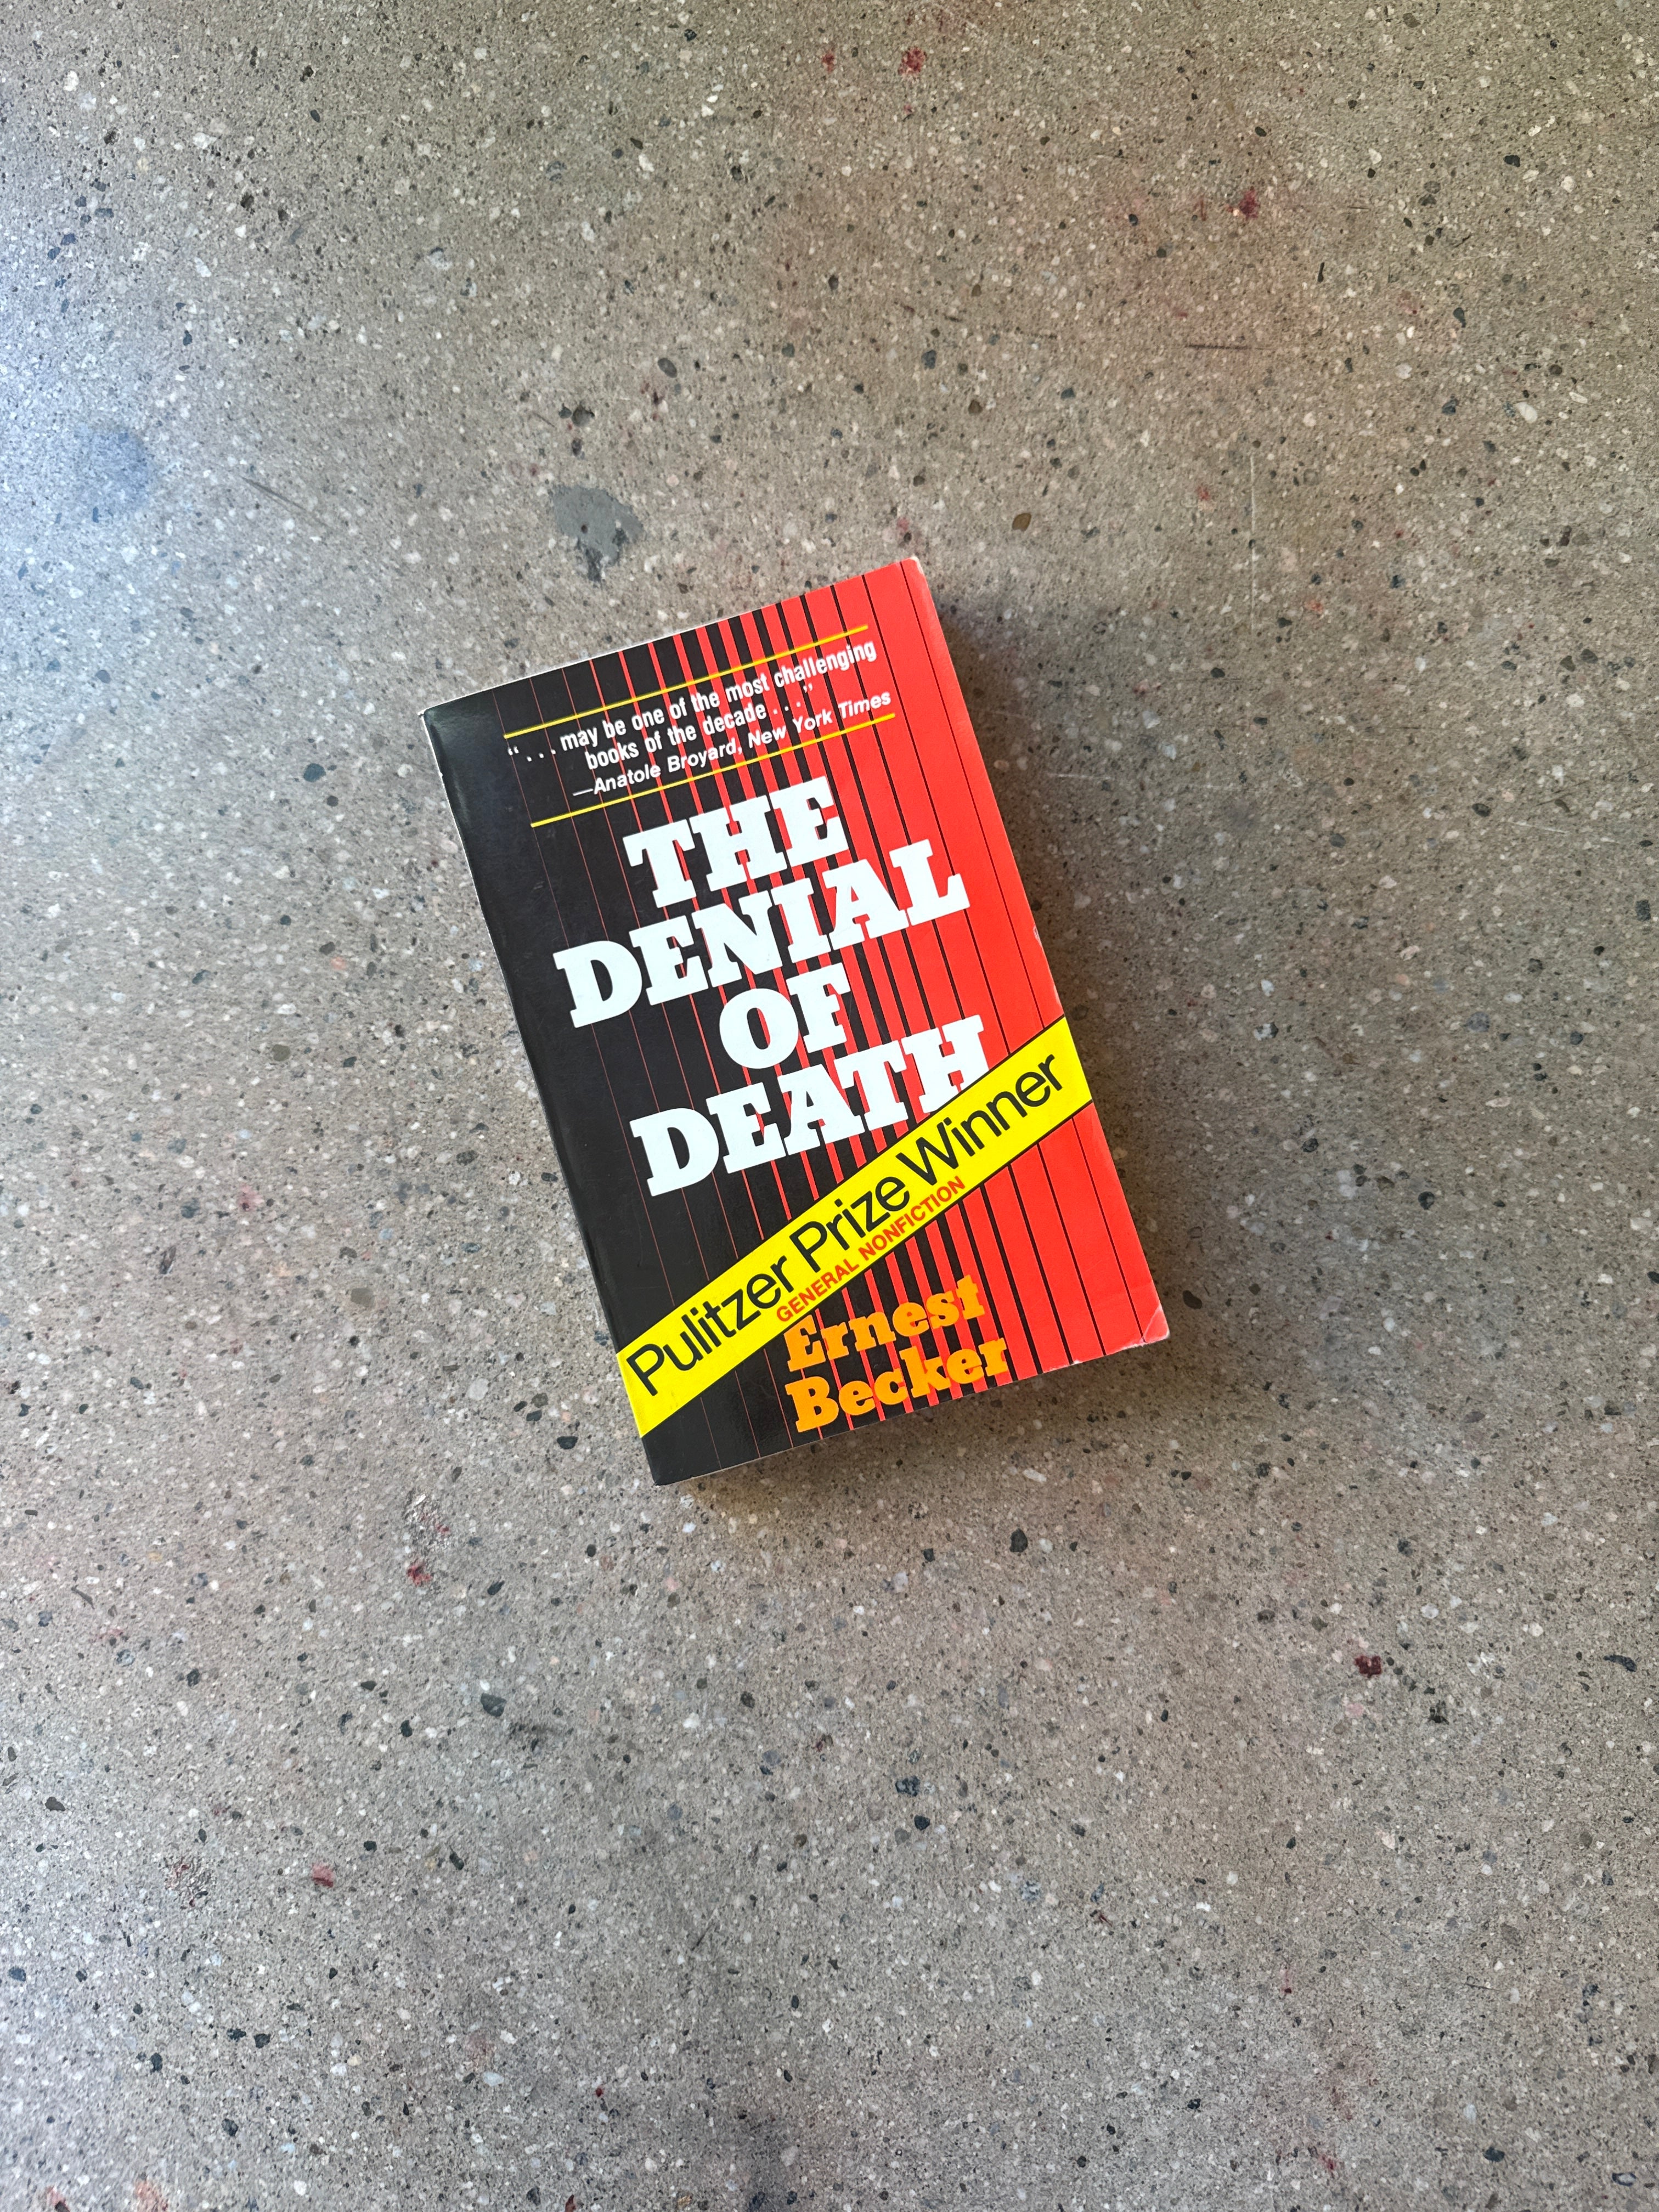 “. . . may be one of the most challenging
books of the decade . . .”
—Anatole Broyard, New York Times
THE
DENIAL
OF
DEATH
Pulitzer Prize Winner
GENERAL NONFICTION
Ernest
Becker